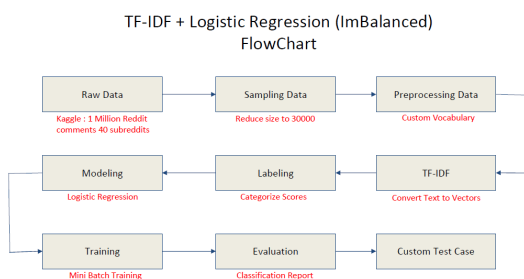 TF-IDF + Logistic Regression (ImBalanced)
FlowChart
Raw Data
Kaggle : 1 Million Reddit
comments 40 subreddits
Sampling Data
Reduce size to 30000
Preprocessing Data
Custom Vocabulary
Modeling
Logistic Regression
Labeling
Categorize Scores
TF-IDF
Convert Text to Vectors
Training
Mini Batch Training
Evaluation
Classification Report
Custom Test Case